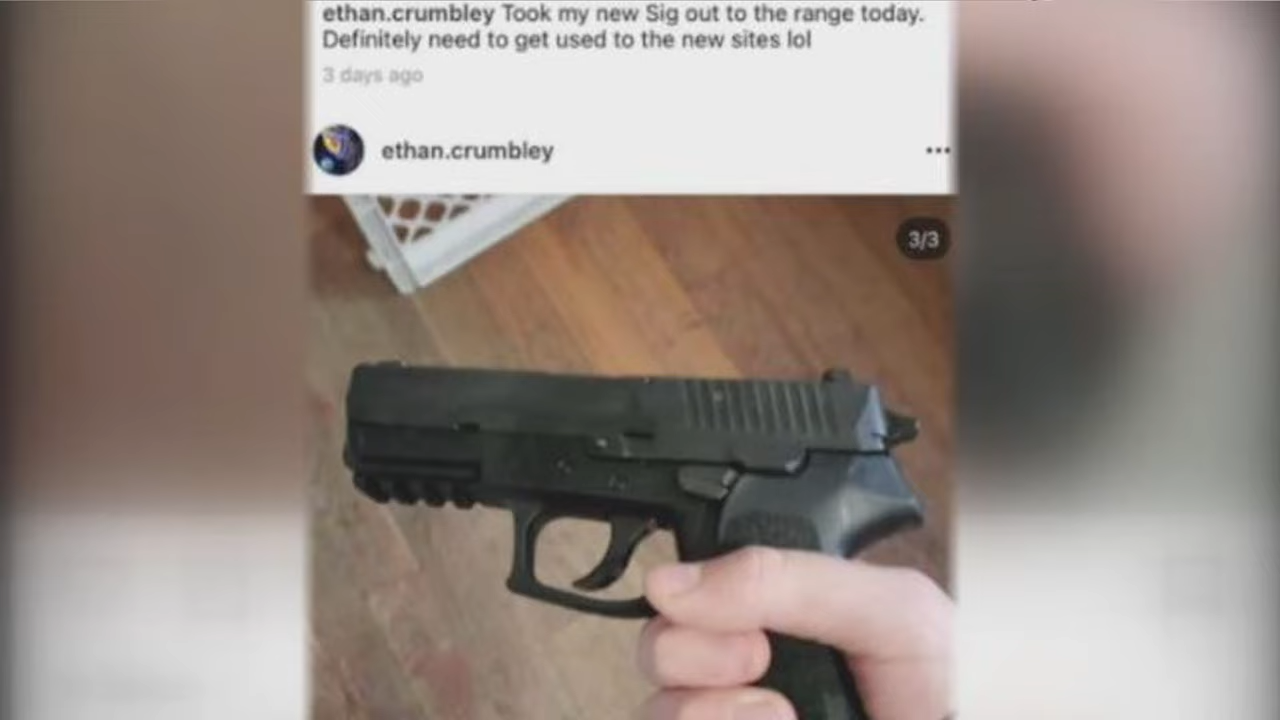 ethan.crumbley Took my new Sig out to the range today.
Definitely need to get used to the new sites lol
3 days ago
ethan.crumbley
3/3